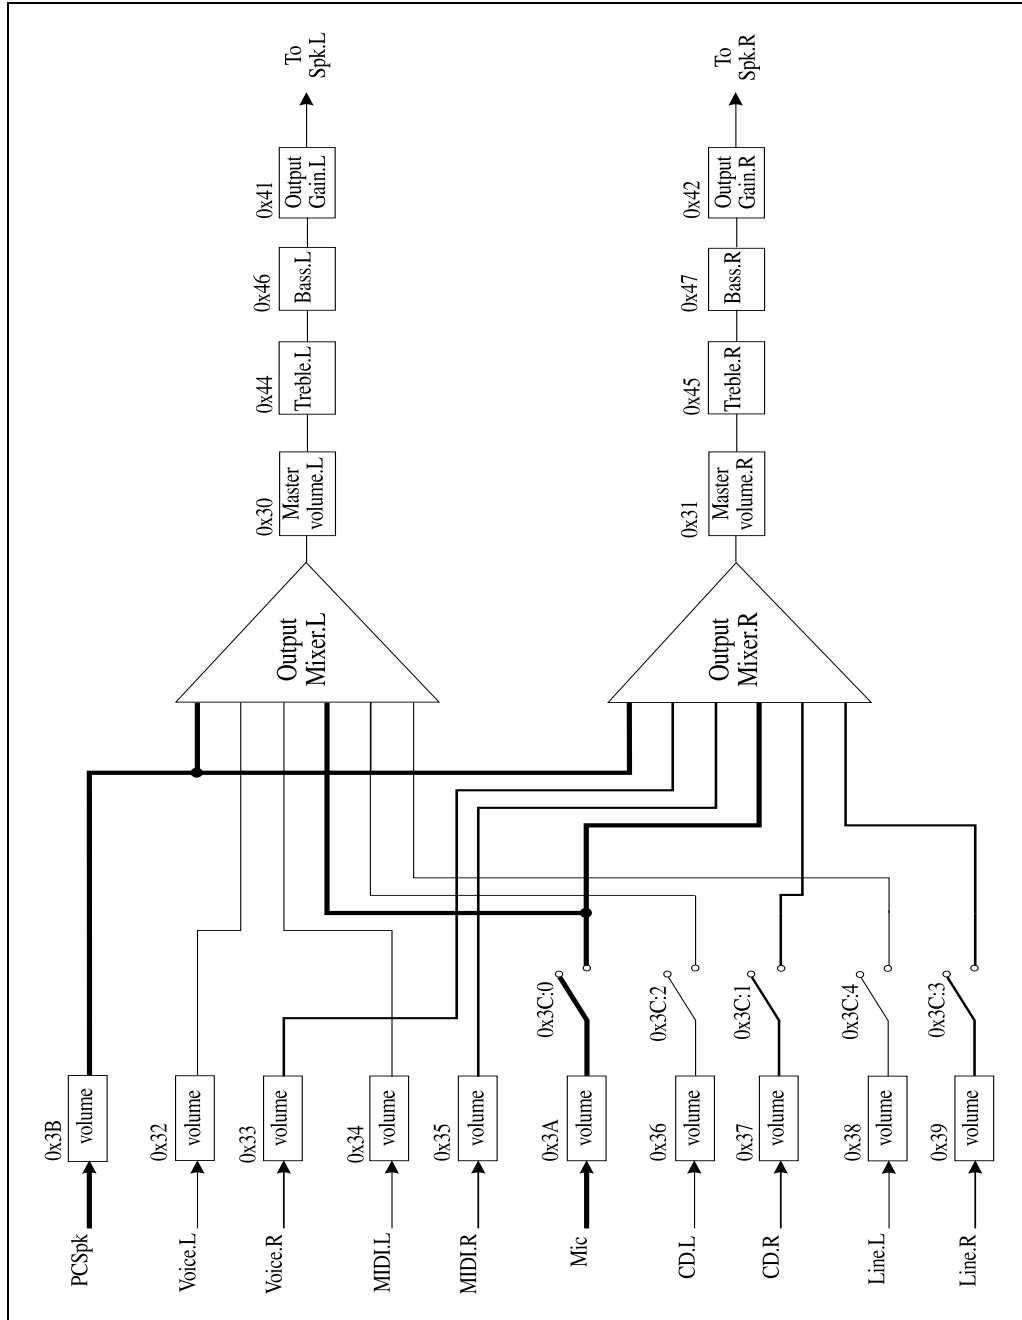 PCSpk
0x3B
volume
Voice.L
0x32
volume
Voice.R
0x33
volume
MIDI.L
0x34
volume
MIDI.R
0x35
volume
Mic
0x3A
volume
0x3C:0
CD.L
0x36
volume
0x3C:2
CD.R
0x37
volume
0x3C:1
Line.L
0x38
volume
0x3C:4
Line.R
0x39
volume
0x3C:3
Output
Mixer.L
0x30
Master
volume.L
0x44
Treble.L
0x46
Bass.L
0x41
Output
Gain.L
To
Spk.L
Output
Mixer.R
0x31
Master
volume.R
0x45
Treble.R
0x47
Bass.R
0x42
Output
Gain.R
To
Spk.R